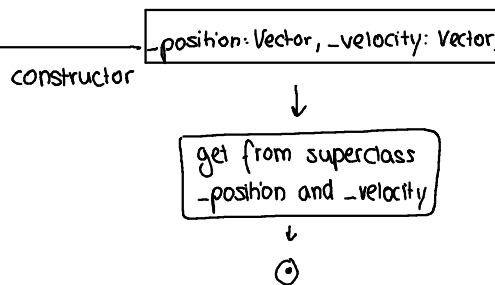 _position: Vector, _velocity: Vector,
constructor
get from superclass
_position and _velocity